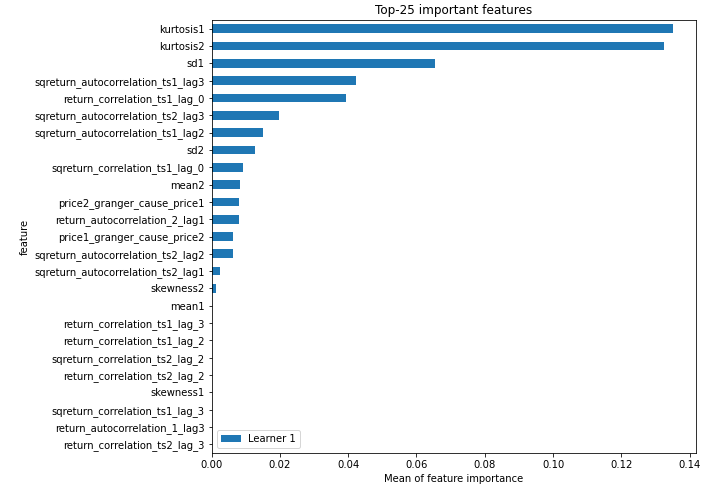 Top-25 important features
kurtosis1
kurtosis2
sd1
sqreturn_autocorrelation_ts1_lag3
return_correlation_ts1_lag_0
sqreturn_autocorrelation_ts2_lag3
sqreturn_autocorrelation_ts1_lag2
sd2
sqreturn_correlation_ts1_lag_0
mean2
price2_granger_cause_price1
return_autocorrelation_2_lag1
price1_granger_cause_price2
sqreturn_autocorrelation_ts2_lag2
sqreturn_autocorrelation_ts2_lag1
skewness2
mean1
return_correlation_ts1_lag_3
return_correlation_ts1_lag_2
sqreturn_correlation_ts2_lag_2
return_correlation_ts2_lag_2
skewness1
sqreturn_correlation_ts1_lag_3
return_autocorrelation_1_lag3
return_correlation_ts2_lag_3
feature
Learner 1
0.00 0.02 0.04 0.06 0.08 0.10 0.12 0.14
Mean of feature importance